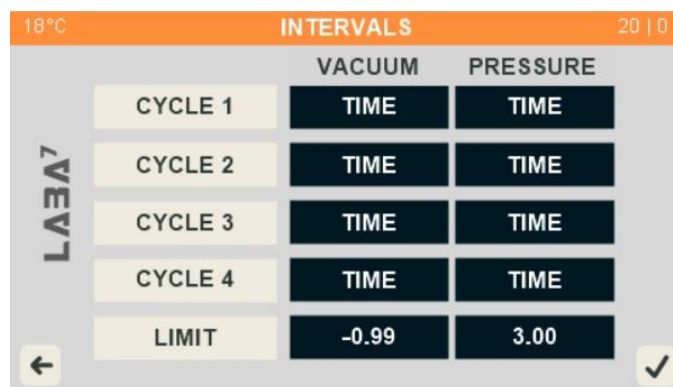 18°C INTERVALS 20 | 0
VACUUM PRESSURE
CYCLE 1 TIME TIME
CYCLE 2 TIME TIME
CYCLE 3 TIME TIME
CYCLE 4 TIME TIME
LIMIT -0.99 3.00
LABA7